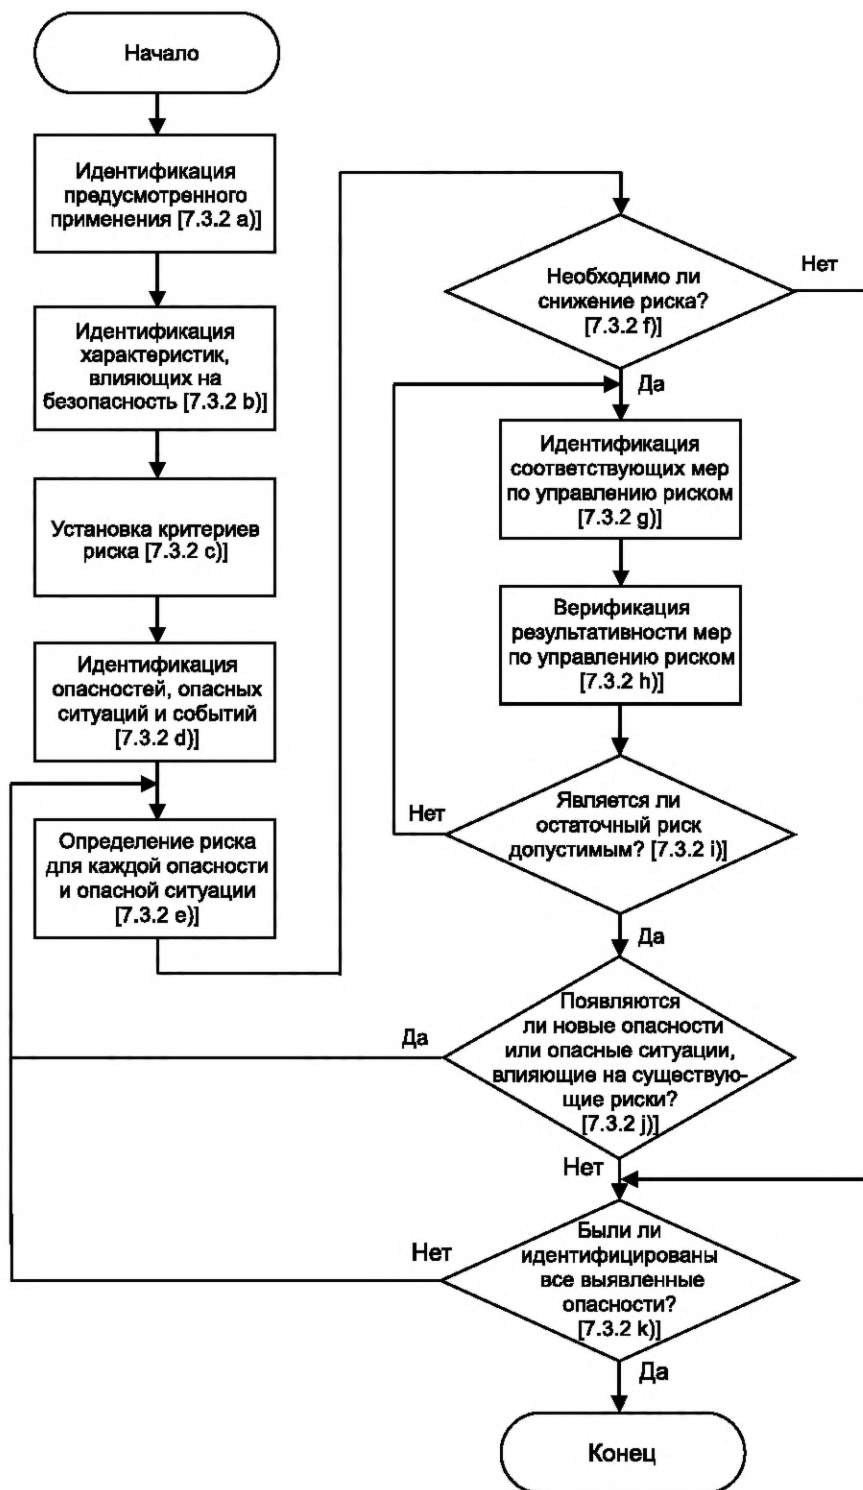 Начало
Идентификация
предусмотренного
применения [7.3.2 a)]
Идентификация
характеристик,
влияющих на
безопасность [7.3.2 b)]
Установка критериев
риска [7.3.2 c)]
Идентификация
опасностей, опасных
ситуаций и событий
[7.3.2 d)]
Определение риска
для каждой опасности
и опасной ситуации
[7.3.2 e)]
Необходимо ли
снижение риска?
[7.3.2 f)]
Нет
Да
Идентификация
соответствующих мер
по управлению риском
[7.3.2 g)]
Верификация
результативности мер
по управлению риском
[7.3.2 h)]
Является ли
остаточный риск
допустимым? [7.3.2 i)]
Нет
Да
Появляются
ли новые опасности
или опасные ситуации,
влияющие на существую-
щие риски?
[7.3.2 j)]
Да
Нет
Были ли
идентифицированы
все выявленные
опасности?
[7.3.2 k)]
Нет
Да
Конец